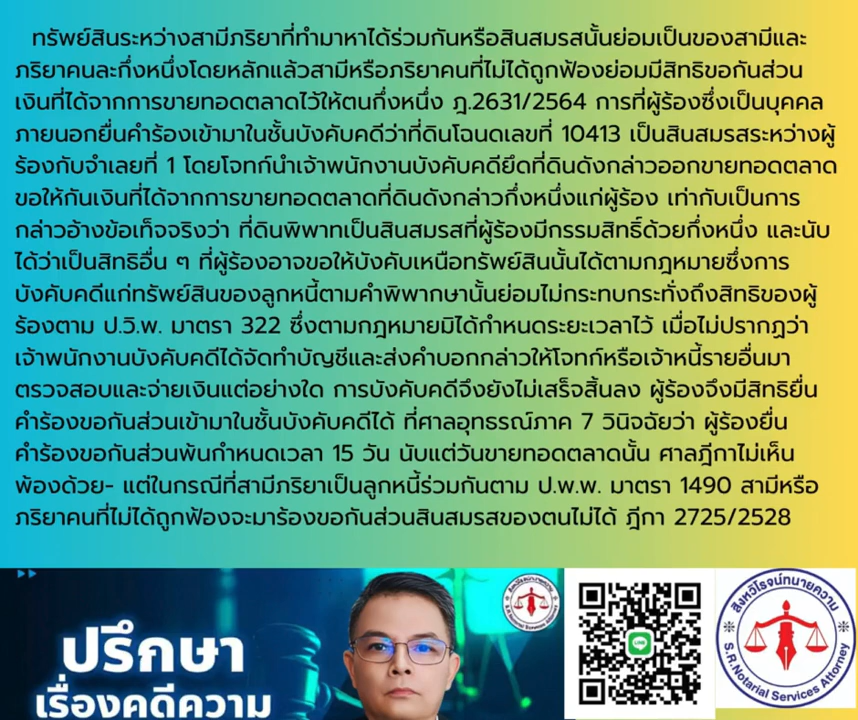 ทรัพย์สินระหว่างสามีภริยาที่ทำมาหาได้ร่วมกันหรือสินสมรสนั้นย่อมเป็นของสามีและ
ภริยาคนละกึ่งหนึ่งโดยหลักแล้วสามีหรือภริยาคนที่ไม่ได้ถูกฟ้องย่อมมีสิทธิขอกันส่วน
เงินที่ได้จากการขายทอดตลาดไว้ให้ตนกึ่งหนึ่ง ฎ.2631/2564 การที่ผู้ร้องซึ่งเป็นบุคคล
ภายนอกยื่นคำร้องเข้ามาในชั้นบังคับคดีว่าที่ดินโฉนดเลขที่ 10413 เป็นสินสมรสระหว่างผู้
ร้องกับจำเลยที่ 1 โดยโจทก์นำเจ้าพนักงานบังคับคดียึดที่ดินดังกล่าวออกขายทอดตลาด
ขอให้กันเงินที่ได้จากการขายทอดตลาดที่ดินดังกล่าวกึ่งหนึ่งแก่ผู้ร้อง เท่ากับเป็นการ
กล่าวอ้างข้อเท็จจริงว่า ที่ดินพิพาทเป็นสินสมรสที่ผู้ร้องมีกรรมสิทธิ์ด้วยกึ่งหนึ่ง และนับ
ได้ว่าเป็นสิทธิอื่น ๆ ที่ผู้ร้องอาจขอให้บังคับเหนือทรัพย์สินนั้นได้ตามกฎหมายซึ่งการ
บังคับคดีแก่ทรัพย์สินของลูกหนี้ตามคำพิพากษานั้นย่อมไม่กระทบกระทั่งถึงสิทธิของผู้
ร้องตาม ป.วิ.พ. มาตรา 322 ซึ่งตามกฎหมายมิได้กำหนดระยะเวลาไว้ เมื่อไม่ปรากฏว่า
เจ้าพนักงานบังคับคดีได้จัดทำบัญชีและส่งคำบอกกล่าวให้โจทก์หรือเจ้าหนี้รายอื่นมา
ตรวจสอบและจ่ายเงินแต่อย่างใด การบังคับคดีจึงยังไม่เสร็จสิ้นลง ผู้ร้องจึงมีสิทธิยื่น
คำร้องขอกันส่วนเข้ามาในชั้นบังคับคดีได้ ที่ศาลอุทธรณ์ภาค 7 วินิจฉัยว่า ผู้ร้องยื่น
คำร้องขอกันส่วนพ้นกำหนดเวลา 15 วัน นับแต่วันขายทอดตลาดนั้น ศาลฎีกาไม่เห็น
พ้องด้วย- แต่ในกรณีที่สามีภริยาเป็นลูกหนี้ร่วมกันตาม ป.พ.พ. มาตรา 1490 สามีหรือ
ภริยาคนที่ไม่ได้ถูกฟ้องจะมาร้องขอกันส่วนสินสมรสของตนไม่ได้ ฎีกา 2725/2528
ปรึกษา
เรื่องคดีความ
LINE
สิงหวิโรจน์ทนายความ
S.R.Notarial Services Attorney